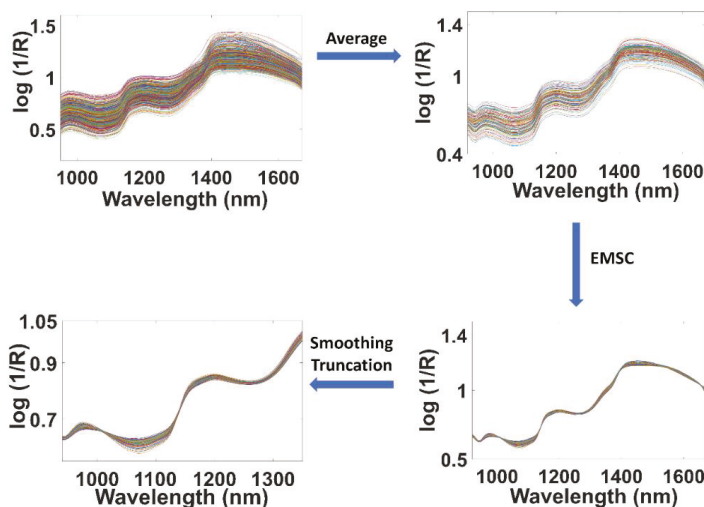 1.5
1
0.5
log (1/R)
1000 1200 1400 1600
Wavelength (nm)
Average
1.4
1
0.4
log (1/R)
1000 1200 1400 1600
Wavelength (nm)
EMSC
1.05
0.9
0.7
log (1/R)
1000 1100 1200 1300
Wavelength (nm)
Smoothing
Truncation
1.4
1
0.5
log (1/R)
1000 1200 1400 1600
Wavelength (nm)